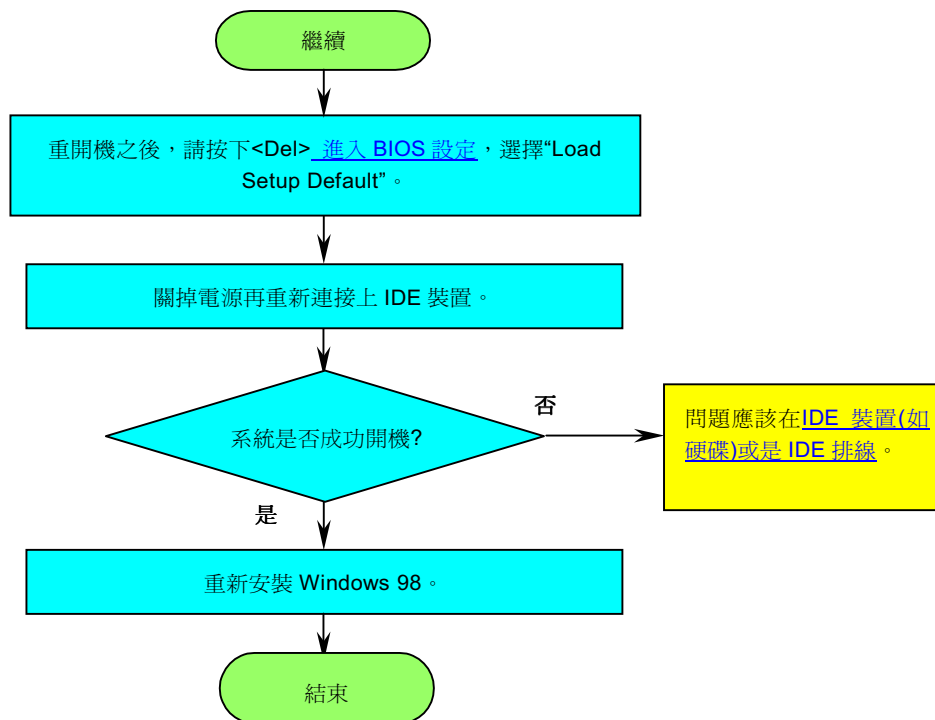 繼續
重開機之後，請按下<Del> 進入 BIOS 設定，選擇“Load
Setup Default”。
關掉電源再重新連接上 IDE 裝置。
系統是否成功開機?
否
問題應該在IDE 裝置(如
硬碟)或是 IDE 排線。
是
重新安裝 Windows 98。
結束